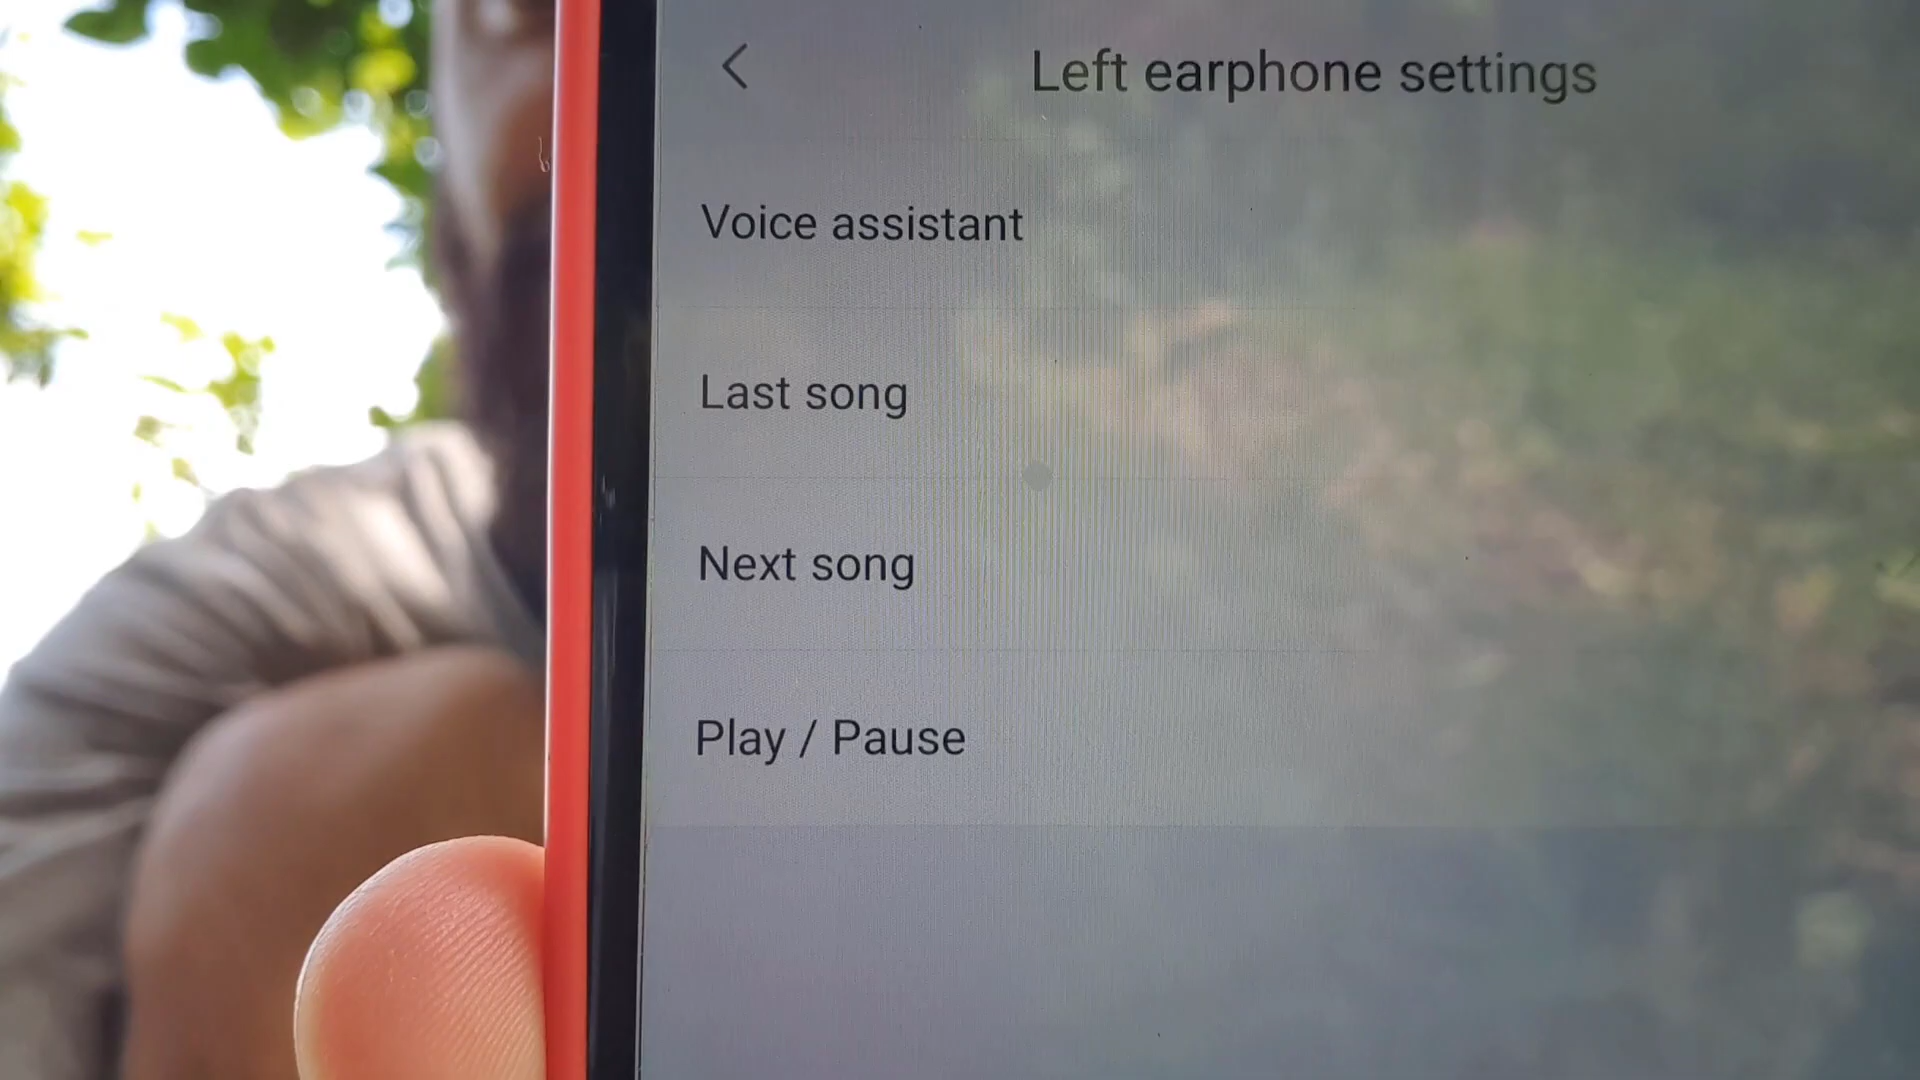 Left earphone settings
Voice assistant
Last song
Next song
Play / Pause